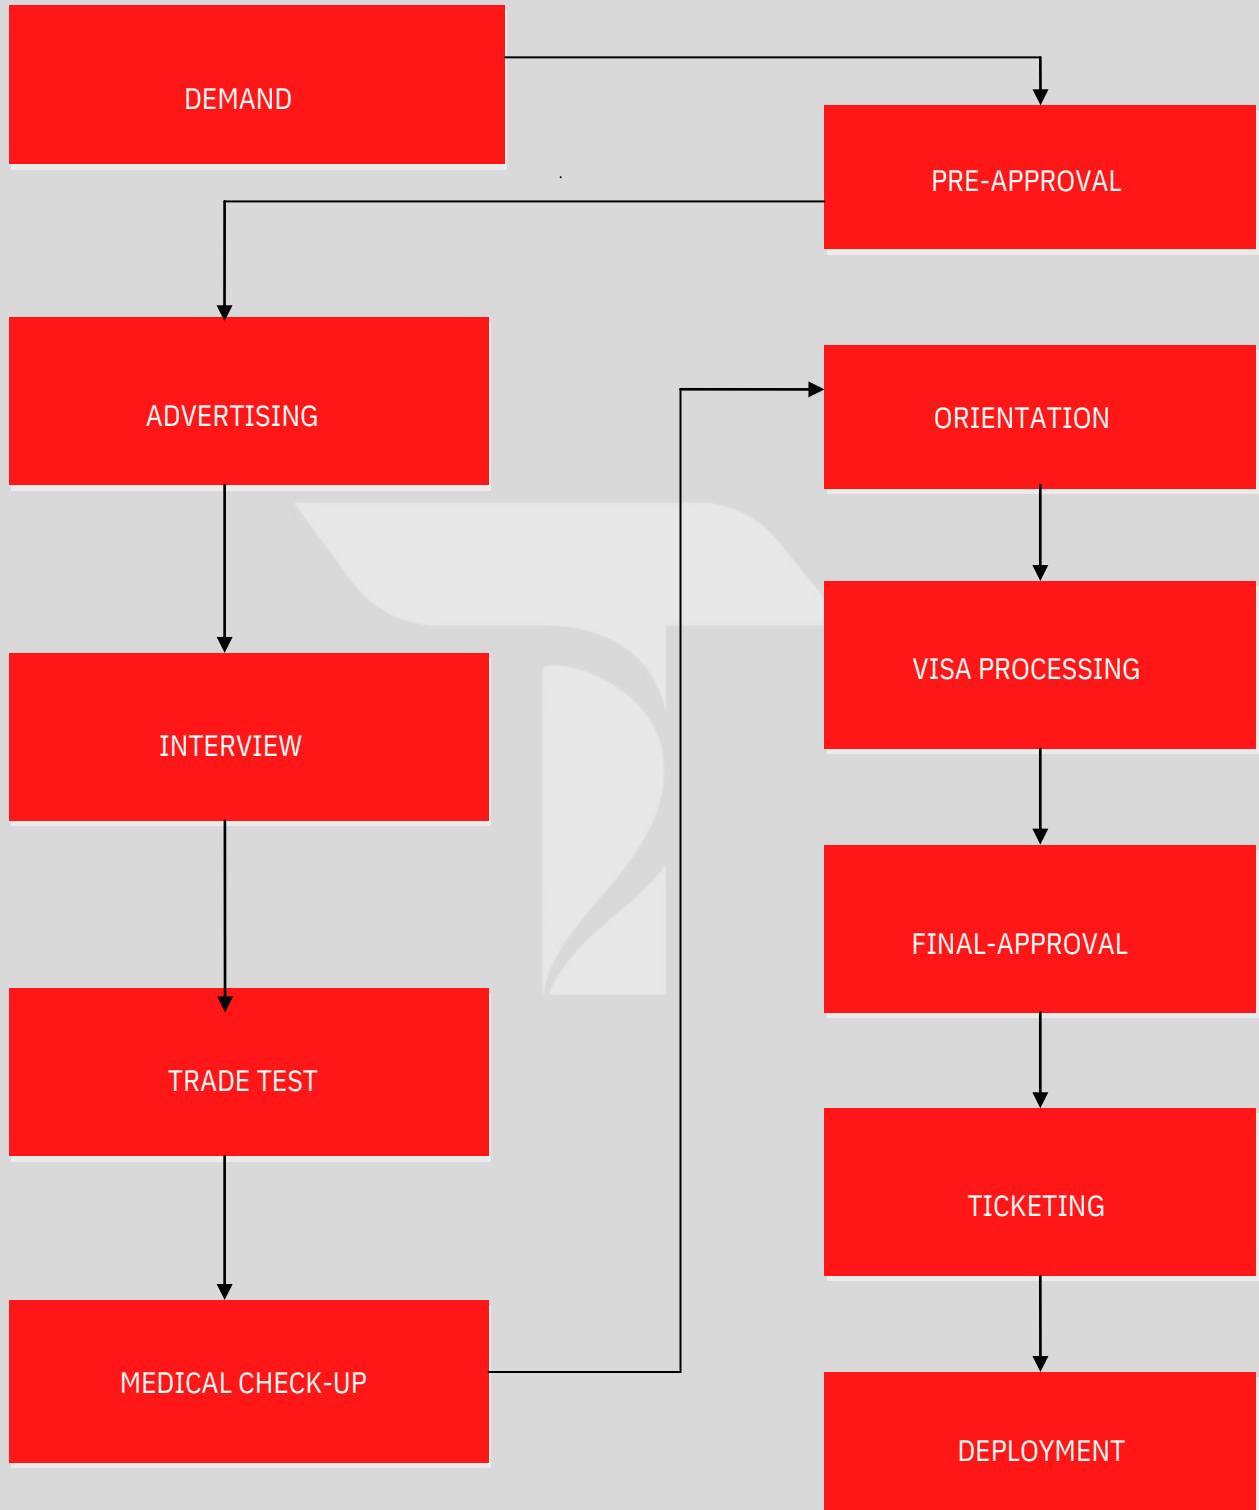 DEMAND
PRE-APPROVAL
ADVERTISING
INTERVIEW
TRADE TEST
MEDICAL CHECK-UP
ORIENTATION
VISA PROCESSING
FINAL-APPROVAL
TICKETING
DEPLOYMENT